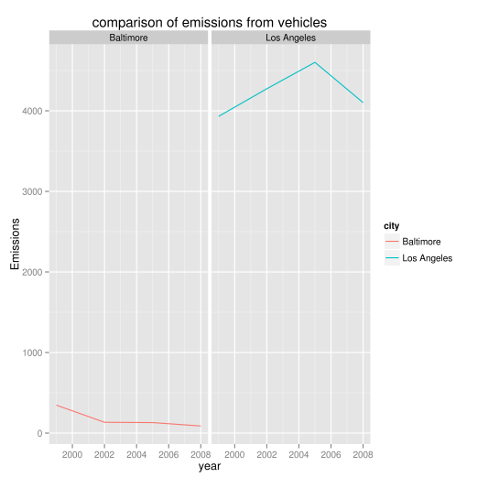 comparison of emissions from vehicles
Baltimore
Los Angeles
4000
3000
2000
1000
0
Emissions
2000 2002 2004 2006 2008
2000 2002 2004 2006 2008
year
city
Baltimore
Los Angeles